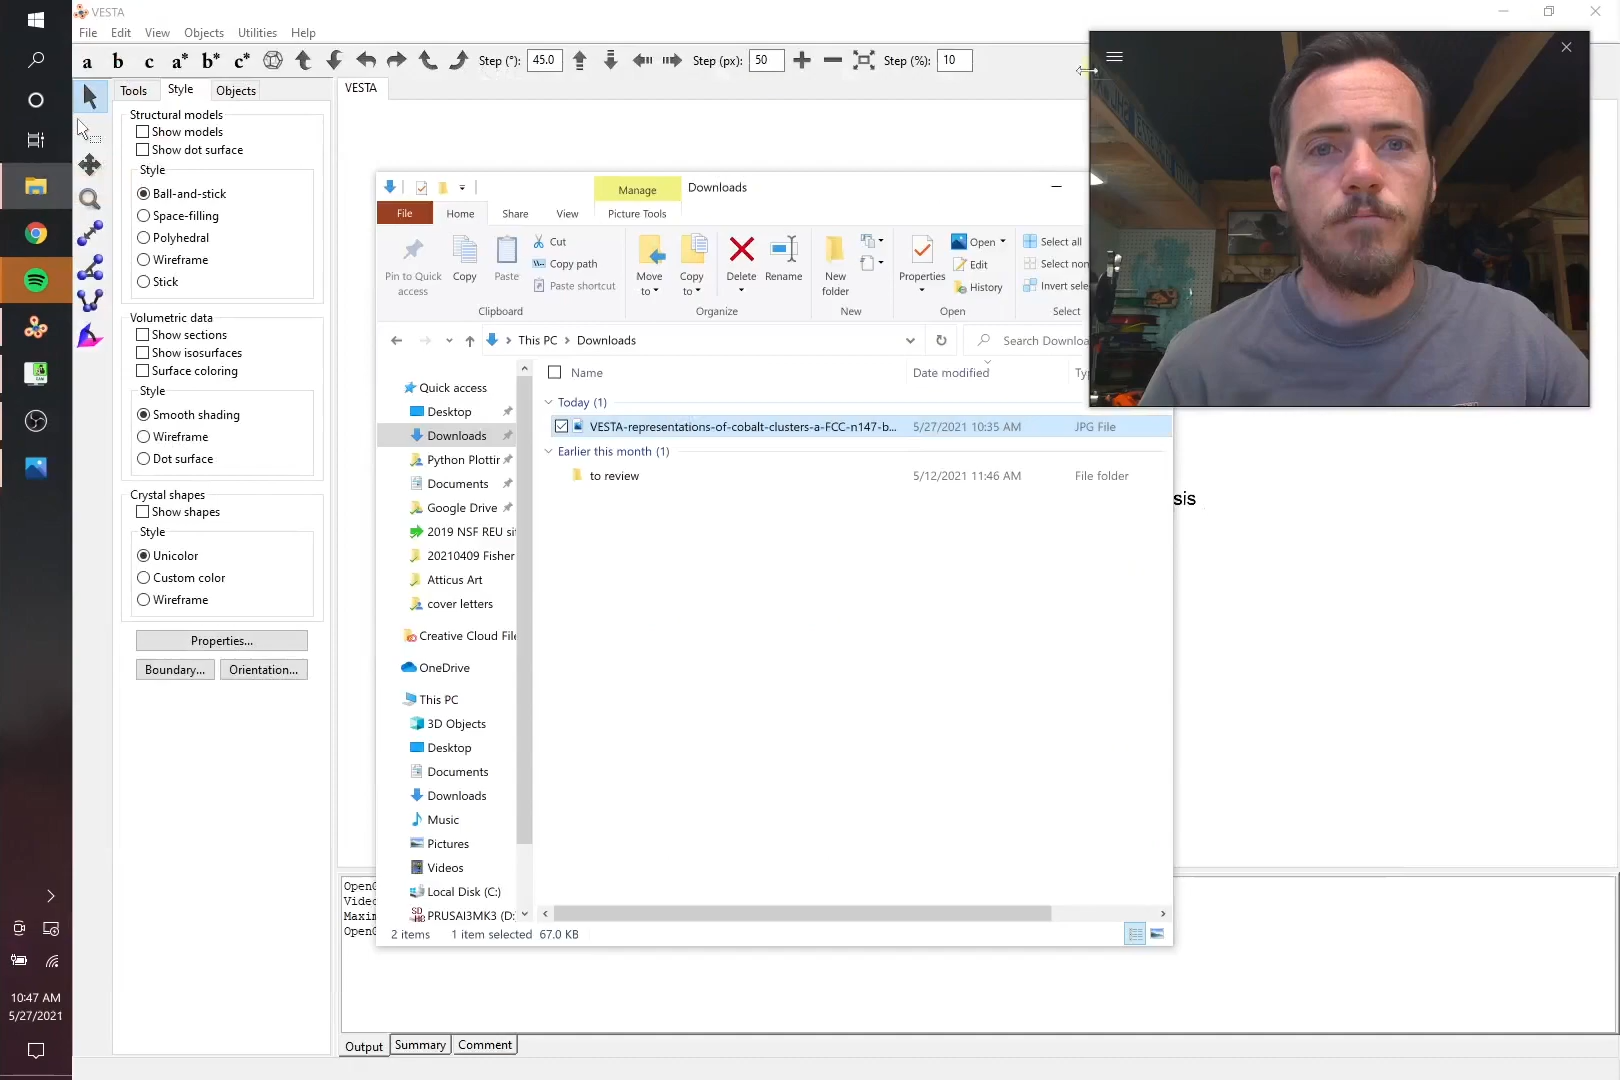 VESTA
File Edit View Objects Utilities Help
a b c a* b* c* Step (°): 45.0 Step (px): 50 Step (%): 10
Tools Style Objects
VESTA
Structural models
Show models
Show dot surface
Style
Ball-and-stick
Space-filling
Polyhedral
Wireframe
Stick
Volumetric data
Show sections
Show isosurfaces
Surface coloring
Style
Smooth shading
Wireframe
Dot surface
Crystal shapes
Show shapes
Style
Unicolor
Custom color
Wireframe
Properties...
Boundary... Orientation...
Manage Downloads
File Home Share View Picture Tools
Pin to Quick access
Copy
Paste
Cut
Copy path
Paste shortcut
Clipboard
Move to
Copy to
Delete
Rename
Organize
New folder
New
Properties
Open
Edit
History
Open
Select all
Select non
Invert sele
Select
This PC Downloads Search Downloa
Name Date modified Typ
Today (1)
VESTA-representations-of-cobalt-clusters-a-FCC-n147-b... 5/27/2021 10:35 AM JPG File
Earlier this month (1)
to review 5/12/2021 11:46 AM File folder
Quick access
Desktop
Downloads
Python Plottir
Documents
Google Drive
2019 NSF REU si
20210409 Fisher
Atticus Art
cover letters
Creative Cloud File
OneDrive
This PC
3D Objects
Desktop
Documents
Downloads
Music
Pictures
Videos
Local Disk (C:)
PRUSAI3MK3 (D:
2 items 1 item selected 67.0 KB
sis
OpenG
Video
Maxim
OpenG
Output Summary Comment
10:47 AM
5/27/2021